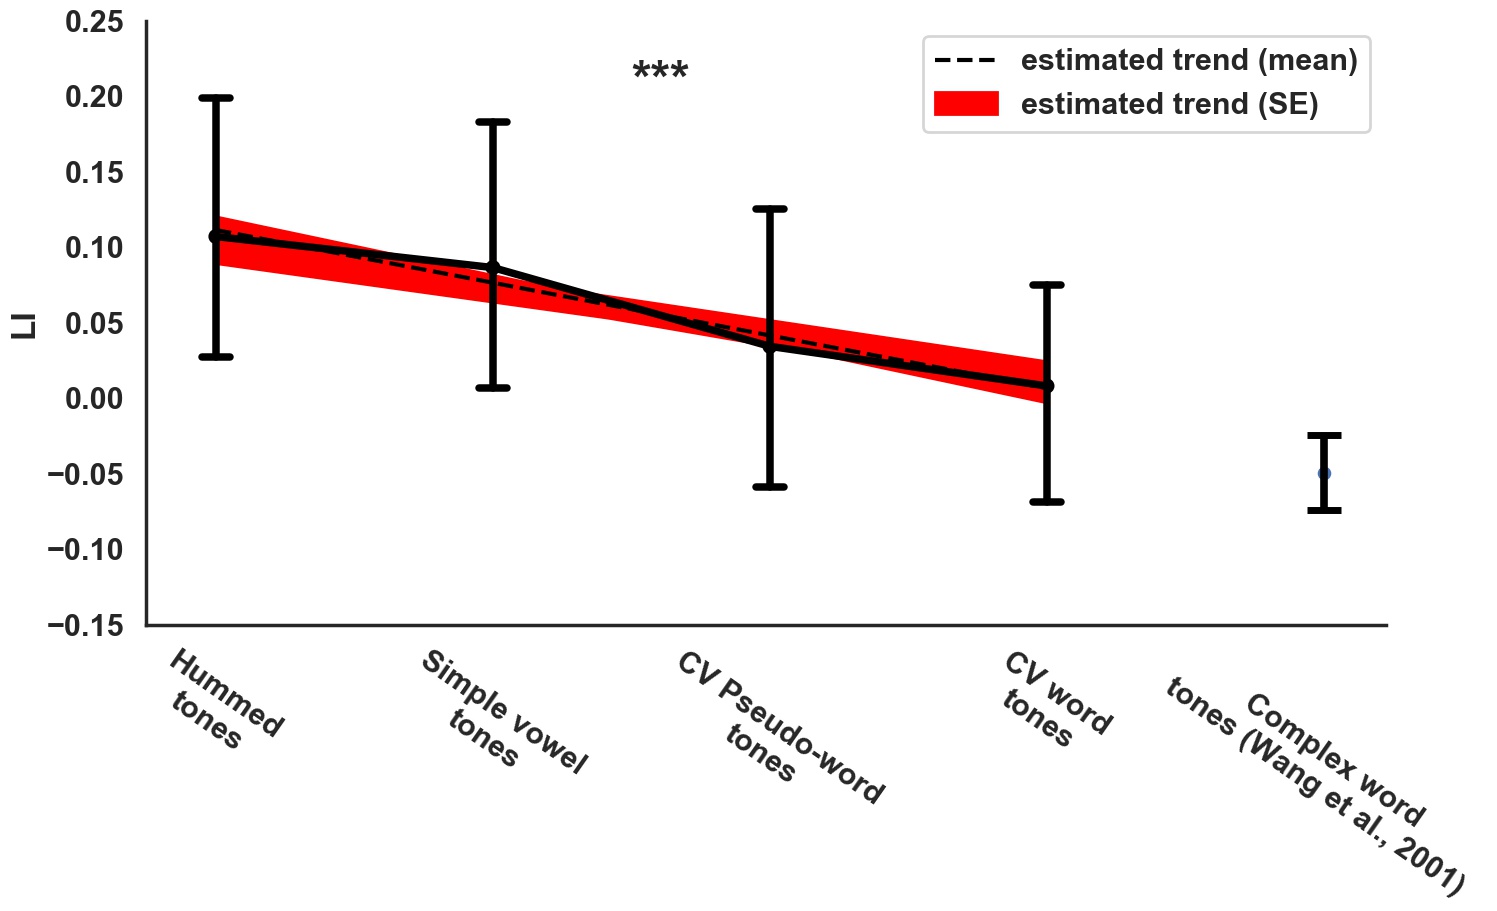 0.25
0.20
0.15
0.10
0.05
0.00
−0.05
−0.10
−0.15
LI
***
estimated trend (mean)
estimated trend (SE)
Hummed
tones
Simple vowel
tones
CV Pseudo-word
tones
CV word
tones
Complex word
tones (Wang et al., 2001)